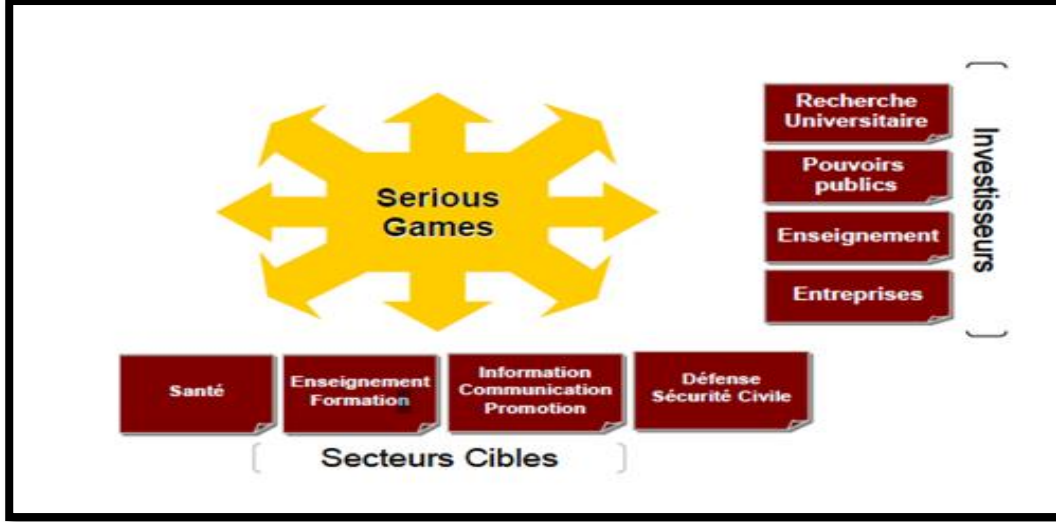 Serious
Games
Recherche
Universitaire
Pouvoirs
publics
Enseignement
Entreprises
Investisseurs
Santé
Enseignement
Formation
Information
Communication
Promotion
Défense
Sécurité Civile
Secteurs Cibles